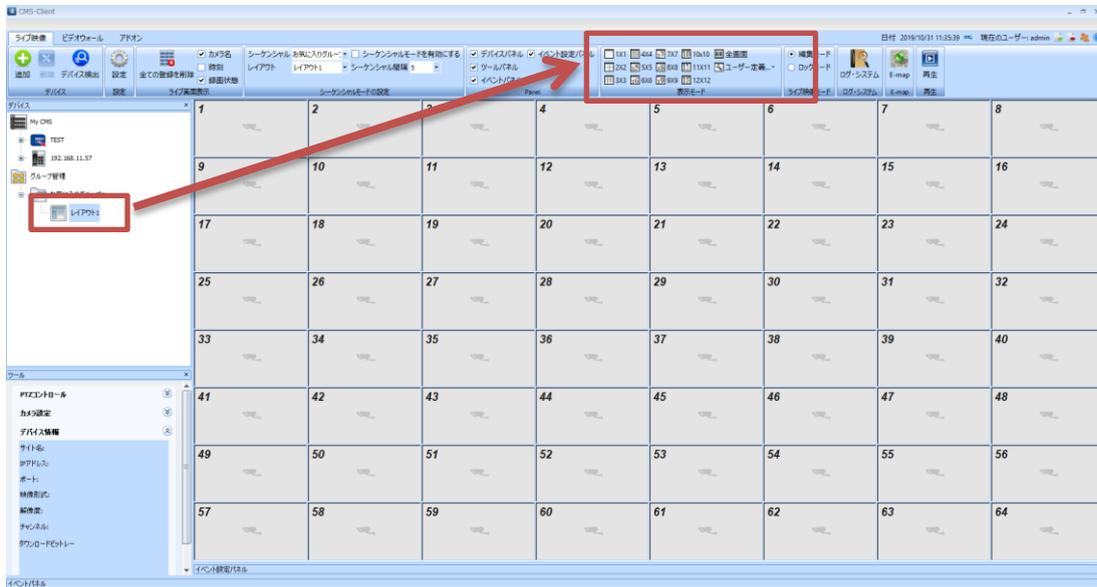 CMS-Client
ライブ映像 ビデオウォール アドオン
日付 2019/10/31 11:35:39 現在のユーザー: admin
追加 デバイス検出 設定 全ての登録を削除
カメラ名
時刻
録画状態
シーケンシャル お気に入りグループ シーケンシャルモードを有効にする
レイアウト レイアウト1 シーケンシャル間隔 5
デバイスパネル イベント設定パネル
ツールパネル
イベントパネル
1X1 4X4 7X7 10x10 全画面
2X2 5X5 8X8 11X11 ユーザー定義...
3X3 6X6 9X9 12X12
編集モード
ログ・システム E-map 再生
デバイス 設定 ライブ画面表示 シーケンシャルモードの設定 Panel 表示モード ログ・システム E-map 再生
デバイス
My CMS
TEST
192.168.11.57
グループ管理
レイアウト1
1 2 4 5 6 7 8
9 10 11 12 13 14 15 16
17 18 19 20 21 22 23 24
25 26 27 28 29 30 31 32
33 34 35 36 37 38 39 40
41 42 43 44 45 46 47 48
49 50 51 52 53 54 55 56
57 58 59 60 61 62 63 64
ツール
PTZコントロール
カメラ設定
デバイス情報
サイト名:
IPアドレス:
ポート:
映像形式:
解像度:
チャンネル:
ダウンロードビットレー
イベント設定パネル
イベントパネル